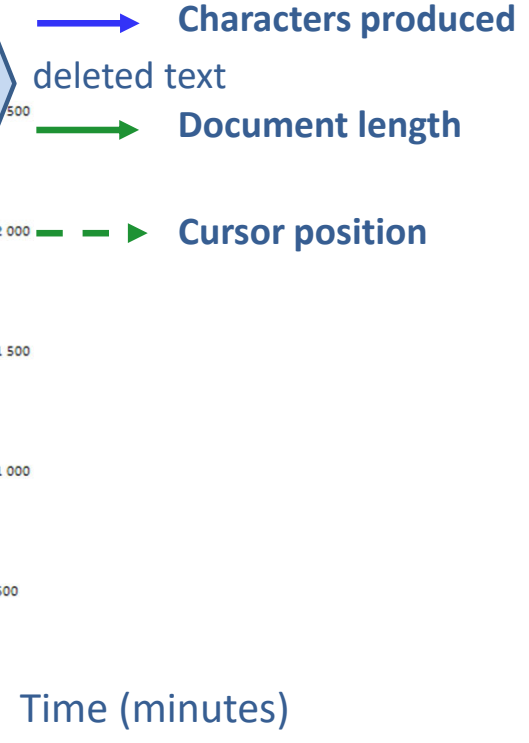 Characters produced
deleted text
500
Document length
2 000
Cursor position
1 500
1 000
500
Time (minutes)